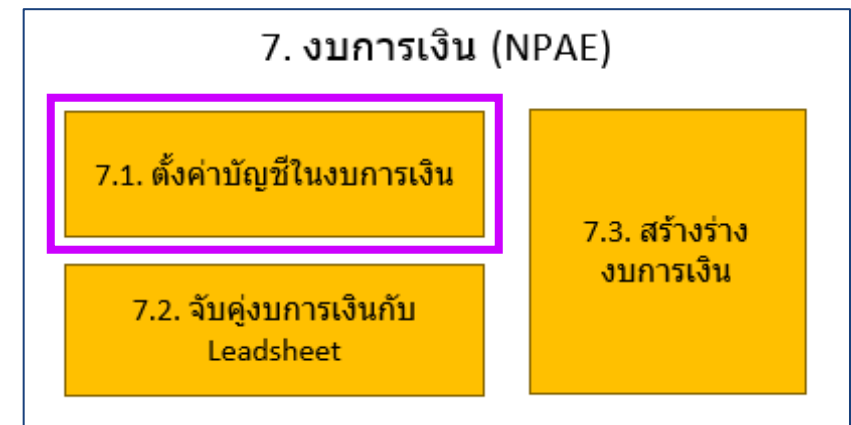 7. งบการเงิน (NPAE)
7.1. ตั้งค่าบัญชีในงบการเงิน
7.2. จับคู่งบการเงินกับ
Leadsheet
7.3. สร้างร่าง
งบการเงิน